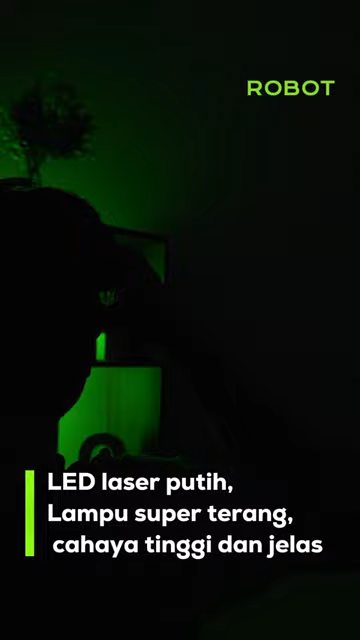 ROBOT
LED laser putih,
Lampu super terang,
cahaya tinggi dan jelas